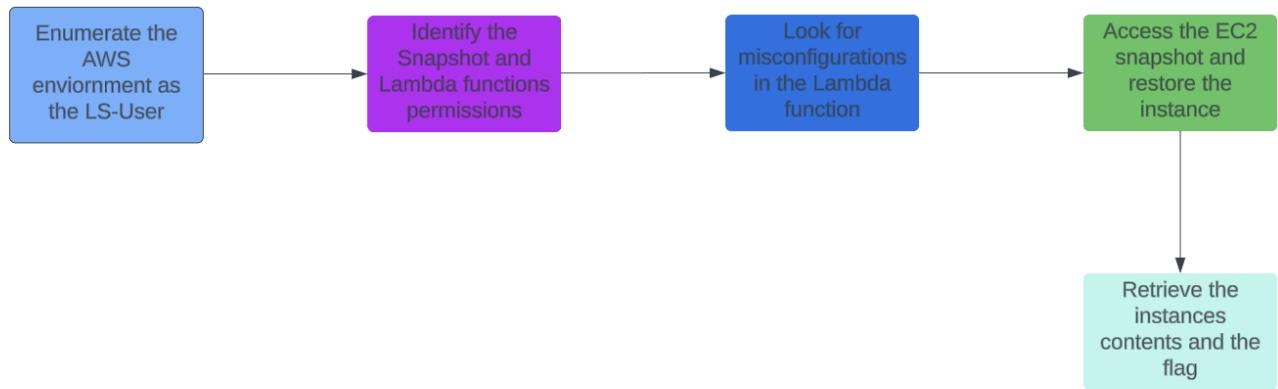 Enumerate the
AWS
enviornment as
the LS-User
Identify the
Snapshot and
Lambda functions
permissions
Look for
misconfigurations
in the Lambda
function
Access the EC2
snapshot and
restore the
instance
Retrieve the
instances
contents and the
flag